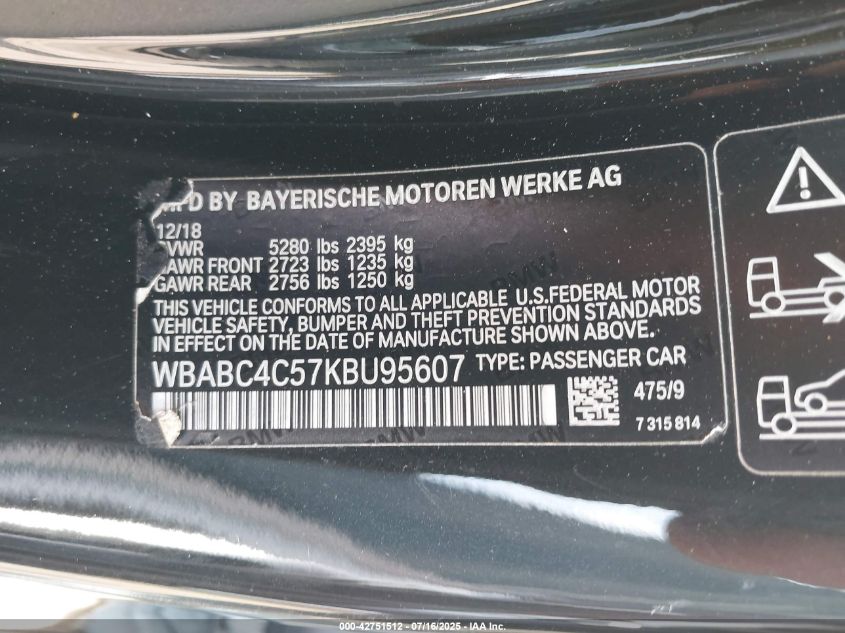 MFD BY BAYERISCHE MOTOREN WERKE AG
12/18
GVWR 5280 lbs 2395 kg
GAWR FRONT 2723 lbs 1235 kg
GAWR REAR 2756 lbs 1250 kg
THIS VEHICLE CONFORMS TO ALL APPLICABLE U.S.FEDERAL MOTOR
VEHICLE SAFETY, BUMPER AND THEFT PREVENTION STANDARDS
IN EFFECT ON THE DATE OF MANUFACTURE SHOWN ABOVE.
WBABC4C57KBU95607 TYPE: PASSENGER CAR
475/9
7 315 814
000-42751512 - 07/16/2025 - IAA Inc.